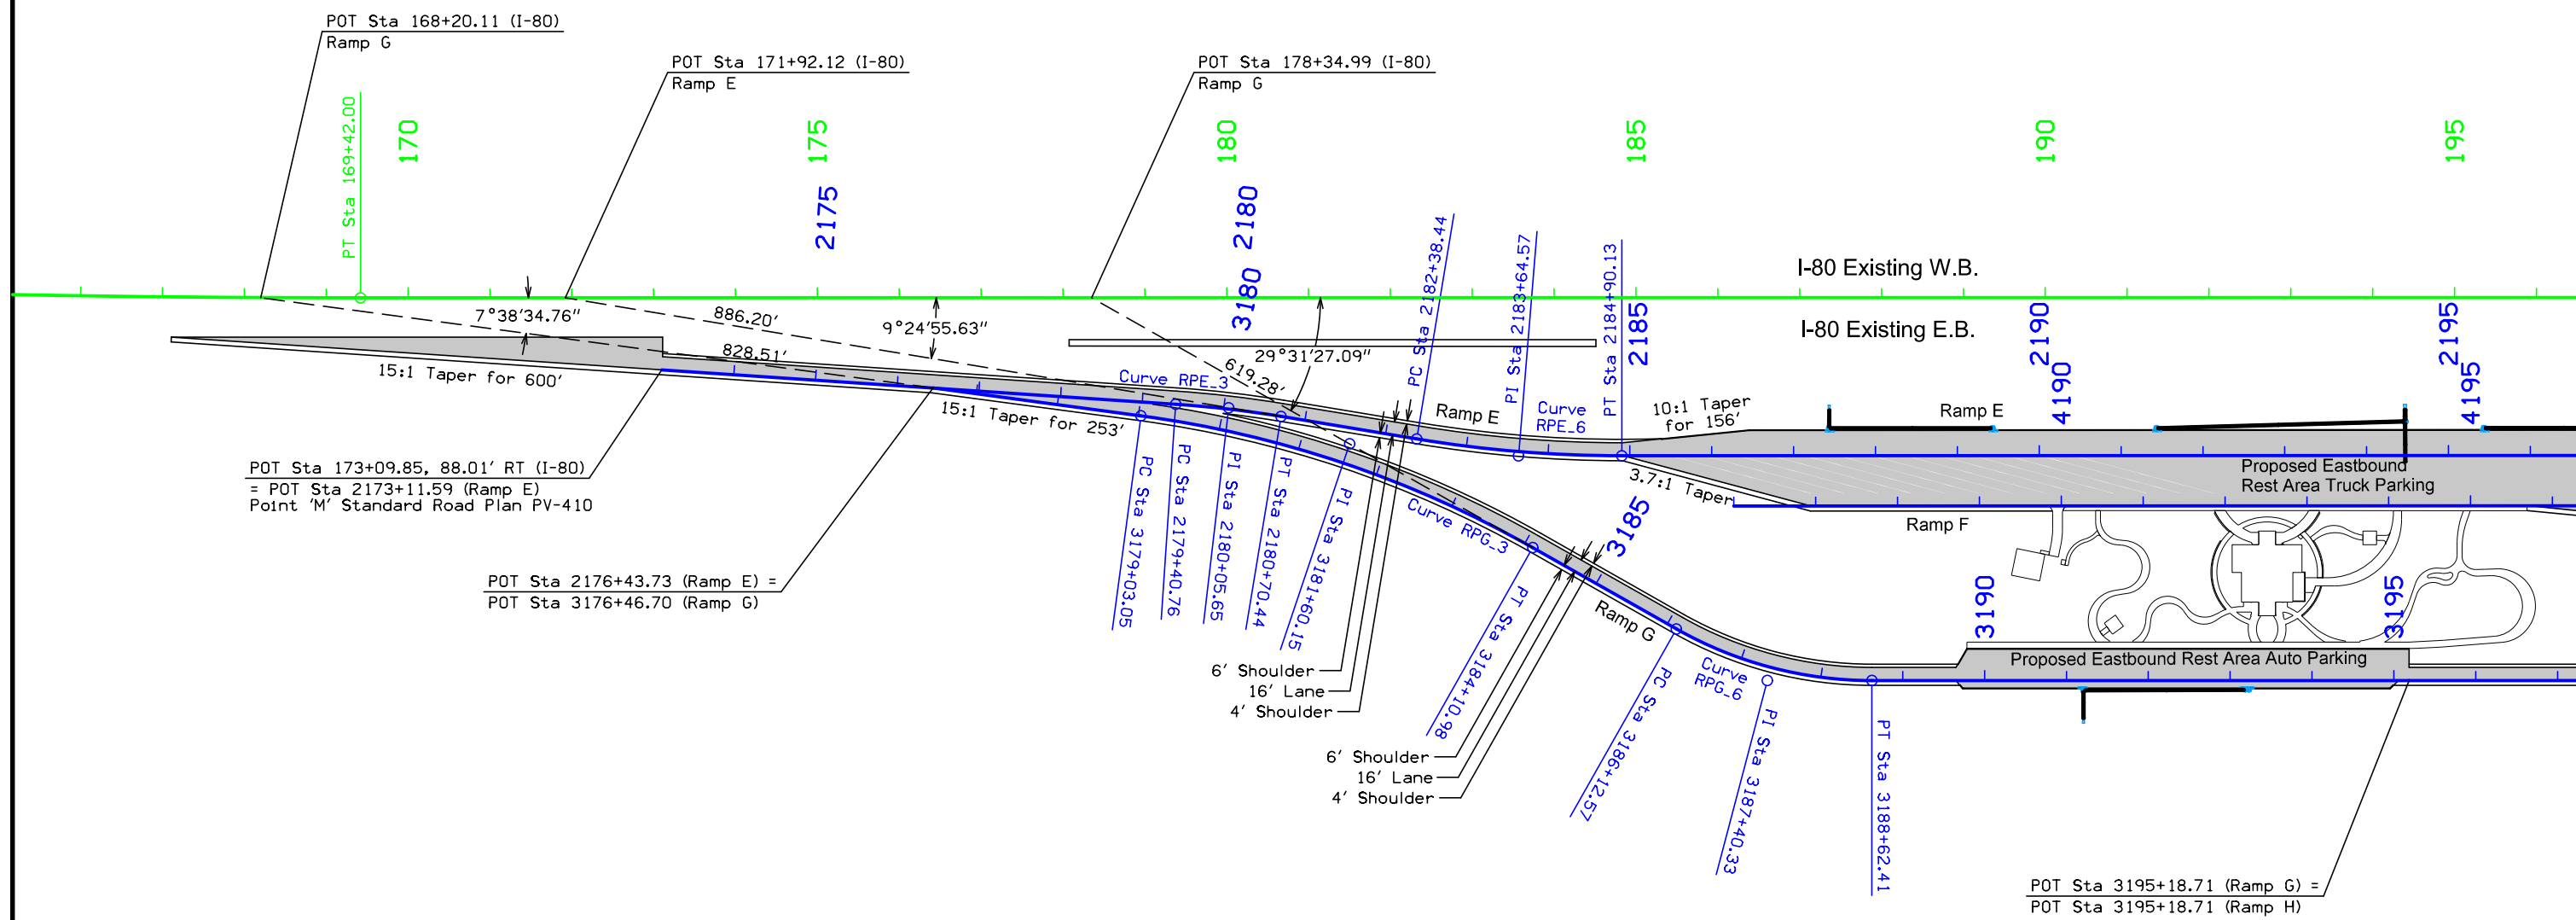 POT Sta 168+20.11 (I-80)
Ramp G
POT Sta 171+92.12 (I-80)
Ramp E
POT Sta 178+34.99 (I-80)
Ramp G
PT Sta 169+42.00
170
175
180
185
190
195
2175
3180 2180
2185
2190
4190
2195
4195
I-80 Existing W.B.
I-80 Existing E.B.
7°38'34.76"
886.20'
9°24'55.63"
828.51'
29°31'27.09"
619.28'
15:1 Taper for 600'
15:1 Taper for 253'
Curve RPE_3
PC Sta 2182+38.44
PI Sta 2183+64.57
PT Sta 2184+90.13
Ramp E
Curve
RPE_6
10:1 Taper
for 156'
Ramp E
3.7:1 Taper
Proposed Eastbound
Rest Area Truck Parking
Ramp F
POT Sta 173+09.85, 88.01' RT (I-80)
= POT Sta 2173+11.59 (Ramp E)
Point 'M' Standard Road Plan PV-410
POT Sta 2176+43.73 (Ramp E) =
POT Sta 3176+46.70 (Ramp G)
PC Sta 3179+03.05
PC Sta 2179+40.76
PI Sta 2180+05.65
PT Sta 2180+70.44
PI Sta 3181+60.15
Curve RPG_3
3185
PT Sta 3184+10.98
Ramp G
6' Shoulder
16' Lane
4' Shoulder
6' Shoulder
16' Lane
4' Shoulder
PC Sta 3186+12.57
Curve
RPG_6
PI Sta 3187+40.33
PT Sta 3188+62.41
3190
3195
Proposed Eastbound Rest Area Auto Parking
POT Sta 3195+18.71 (Ramp G) =
POT Sta 3195+18.71 (Ramp H)